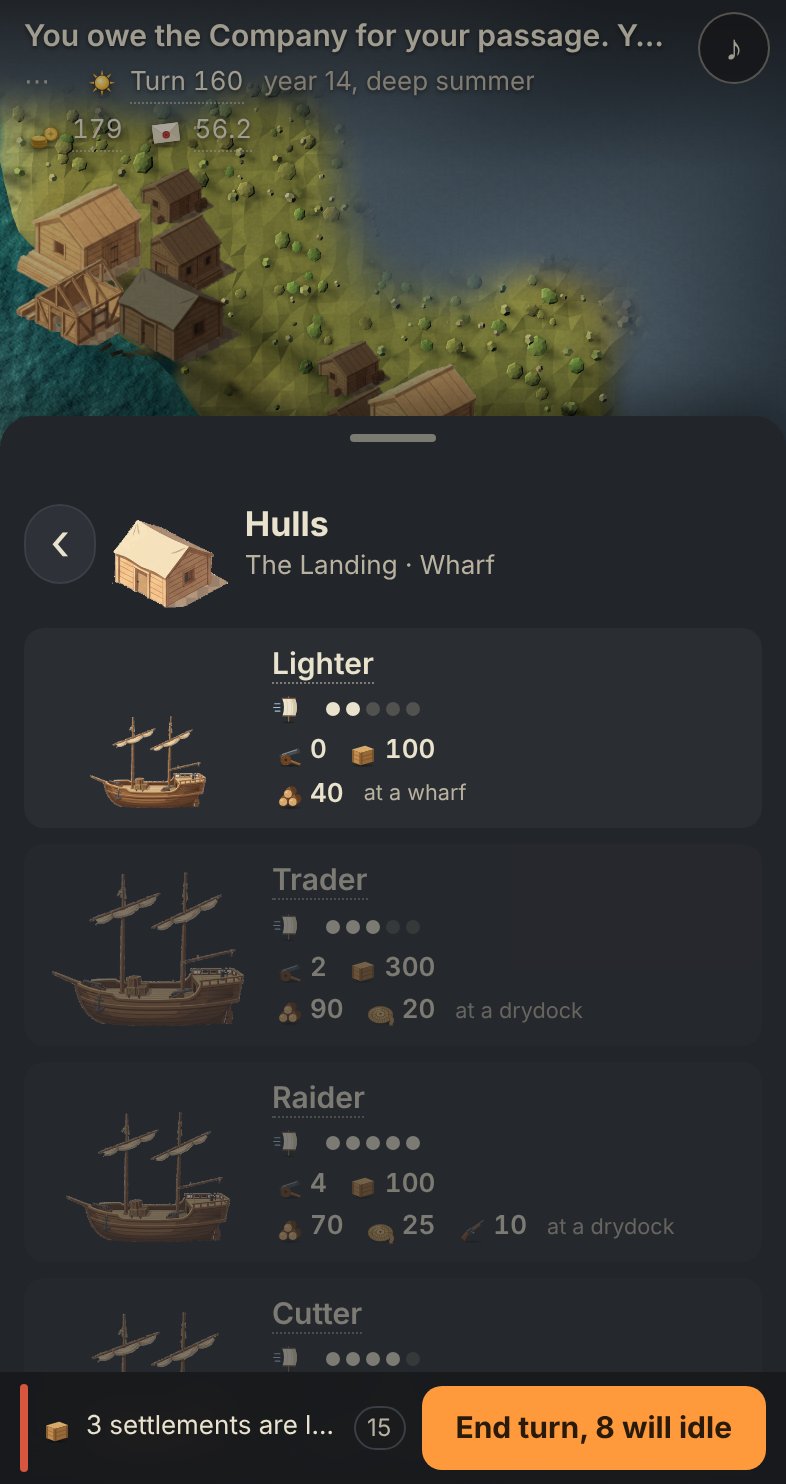 You owe the Company for your passage. Y...
... Turn 160 year 14, deep summer
179 56.2
Hulls
The Landing · Wharf
Lighter
0 100
40 at a wharf
Trader
2 300
90 20 at a drydock
Raider
4 100
70 25 10 at a drydock
Cutter
3 settlements are l... 15 End turn, 8 will idle